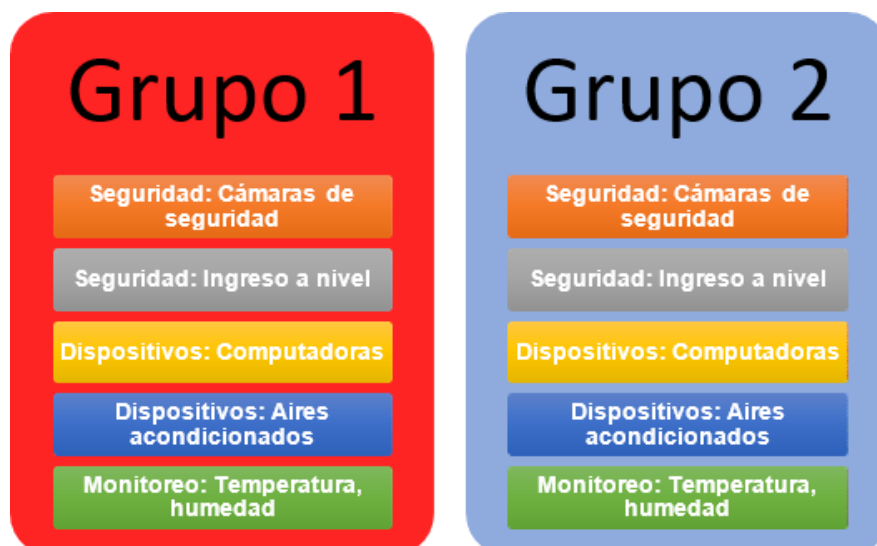 Grupo 1
Seguridad: Cámaras de
seguridad
Seguridad: Ingreso a nivel
Dispositivos: Computadoras
Dispositivos: Aires
acondicionados
Monitoreo: Temperatura,
humedad
Grupo 2
Seguridad: Cámaras de
seguridad
Seguridad: Ingreso a nivel
Dispositivos: Computadoras
Dispositivos: Aires
acondicionados
Monitoreo: Temperatura,
humedad